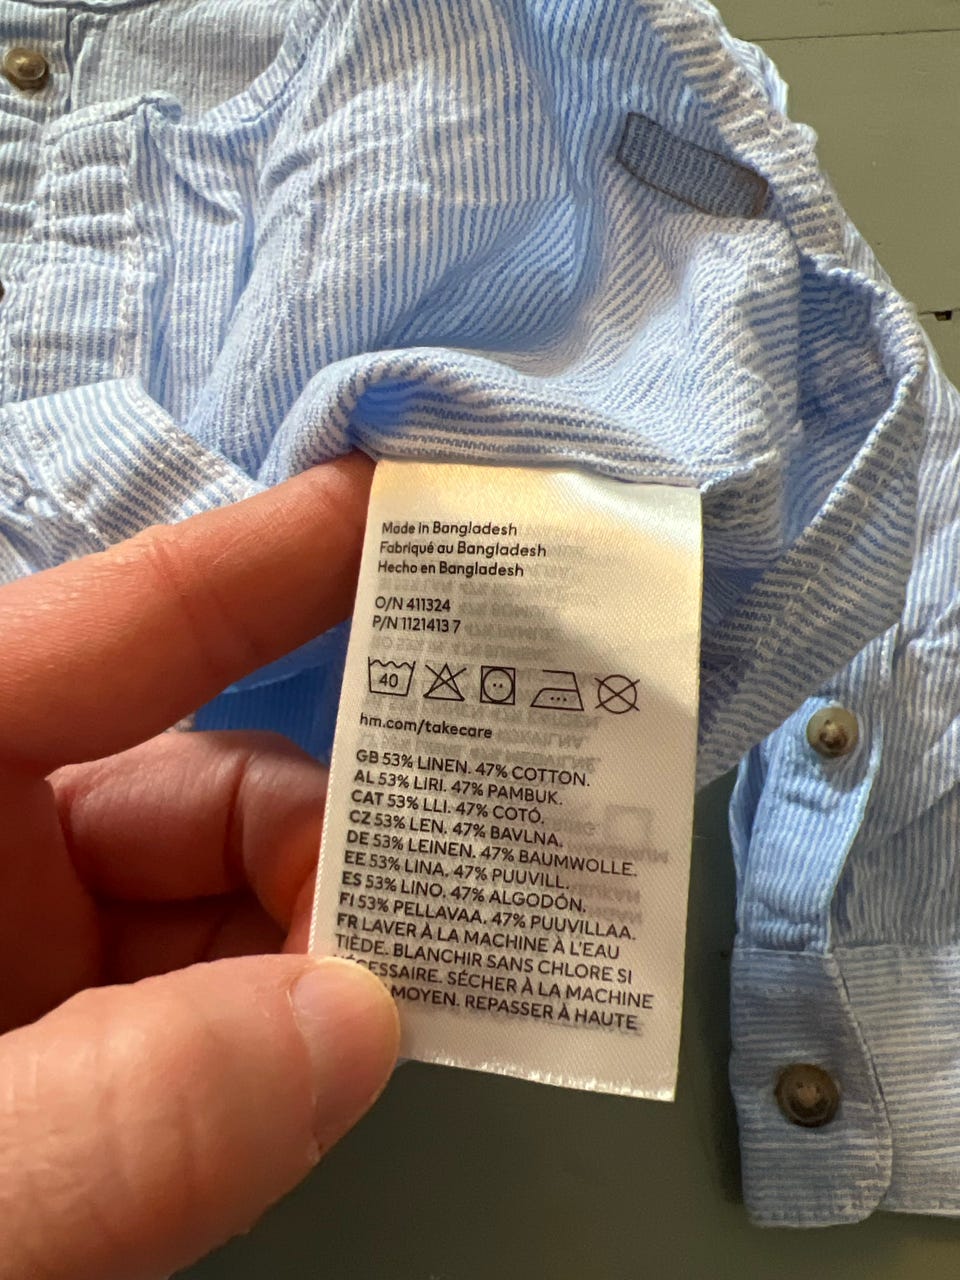 Made in Bangladesh
Fabriqué au Bangladesh
Hecho en Bangladesh
O/N 411324
P/N 1121413 7
40
hm.com/takecare
GB 53% LINEN. 47% COTTON.
AL 53% LIRI. 47% PAMBUK.
CAT 53% LLI. 47% COTÓ.
CZ 53% LEN. 47% BAVLNA.
DE 53% LEINEN. 47% BAUMWOLLE.
EE 53% LINA. 47% PUUVILL.
ES 53% LINO. 47% ALGODÓN.
FI 53% PELLAVAA. 47% PUUVILLAA.
FR LAVER À LA MACHINE À L'EAU
TIÈDE. BLANCHIR SANS CHLORE SI
NÉCESSAIRE. SÉCHER À LA MACHINE
MOYEN. REPASSER À HAUTE